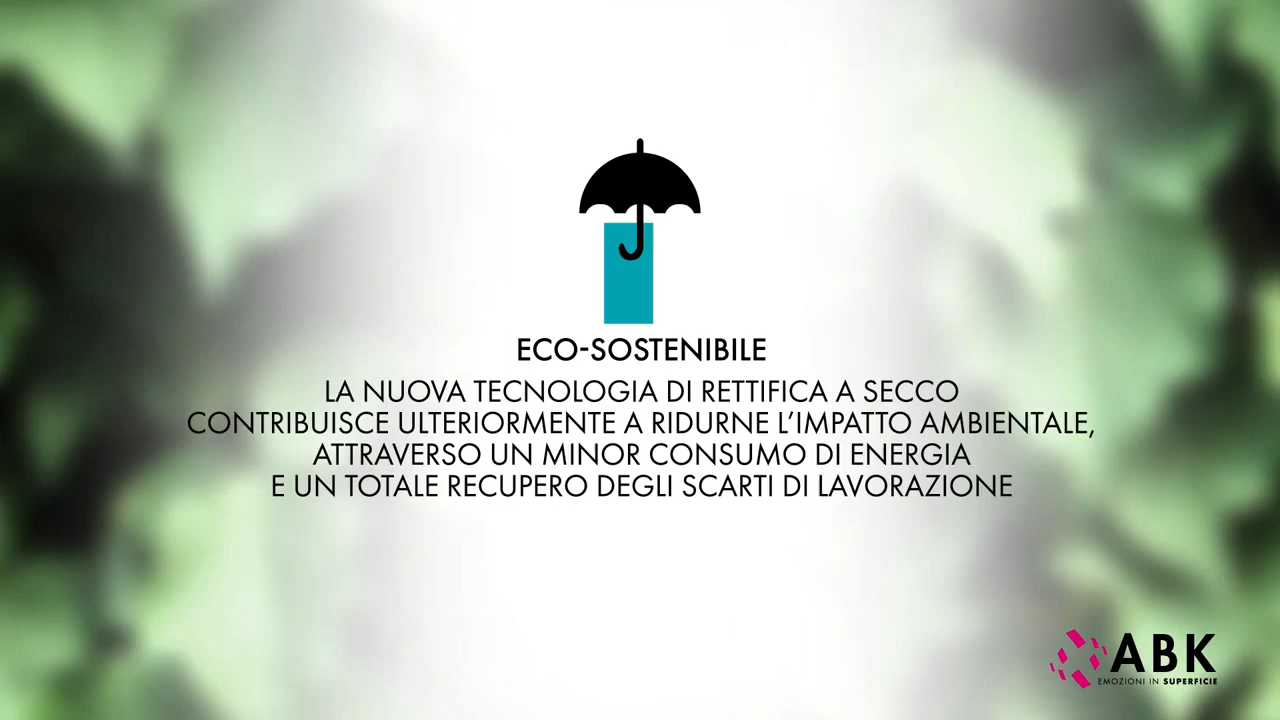 ECO-SOSTENIBILE
LA NUOVA TECNOLOGIA DI RETTIFICA A SECCO
CONTRIBUISCE ULTERIORMENTE A RIDURNE L’IMPATTO AMBIENTALE,
ATTRAVERSO UN MINOR CONSUMO DI ENERGIA
E UN TOTALE RECUPERO DEGLI SCARTI DI LAVORAZIONE
ABK
EMOZIONI IN SUPERFICIE